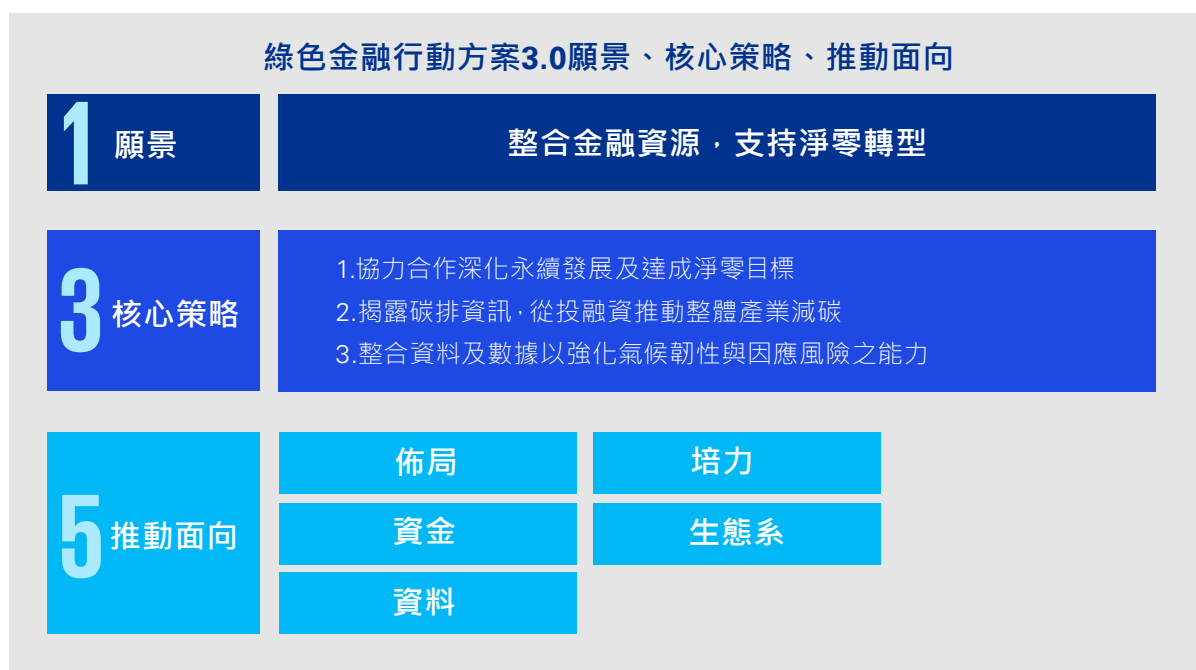 綠色金融行動方案3.0願景、核心策略、推動面向
1 願景
整合金融資源，支持淨零轉型
3 核心策略
1.協力合作深化永續發展及達成淨零目標
2.揭露碳排資訊，從投融資推動整體產業減碳
3.整合資料及數據以強化氣候韌性與因應風險之能力
5 推動面向
佈局
培力
資金
生態系
資料